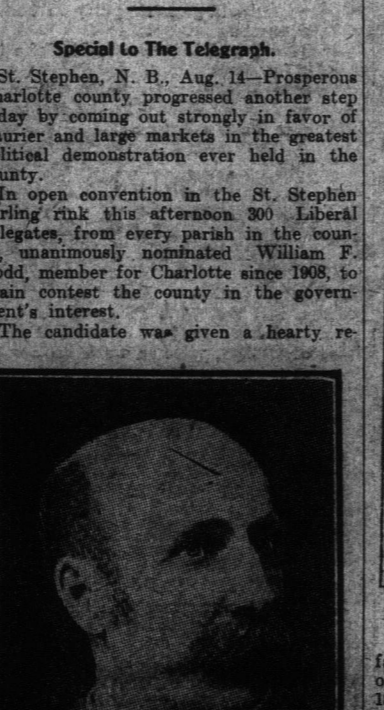 Special to The Telegraph.
St. Stephen, N. B., Aug. 14—Prosperous
harlotte county progressed another step
day by coming out strongly in favor of
aurier and large markets in the greatest
litical demonstration ever held in the
unty.
In open convention in the St. Stephen
rling rink this afternoon 300 Liberal
legates, from every parish in the coun-
, unanimously nominated William F.
odd, member for Charlotte since 1908, to
ain contest the county in the govern-
ent's interest.
The candidate was given a hearty re-
f
o
1